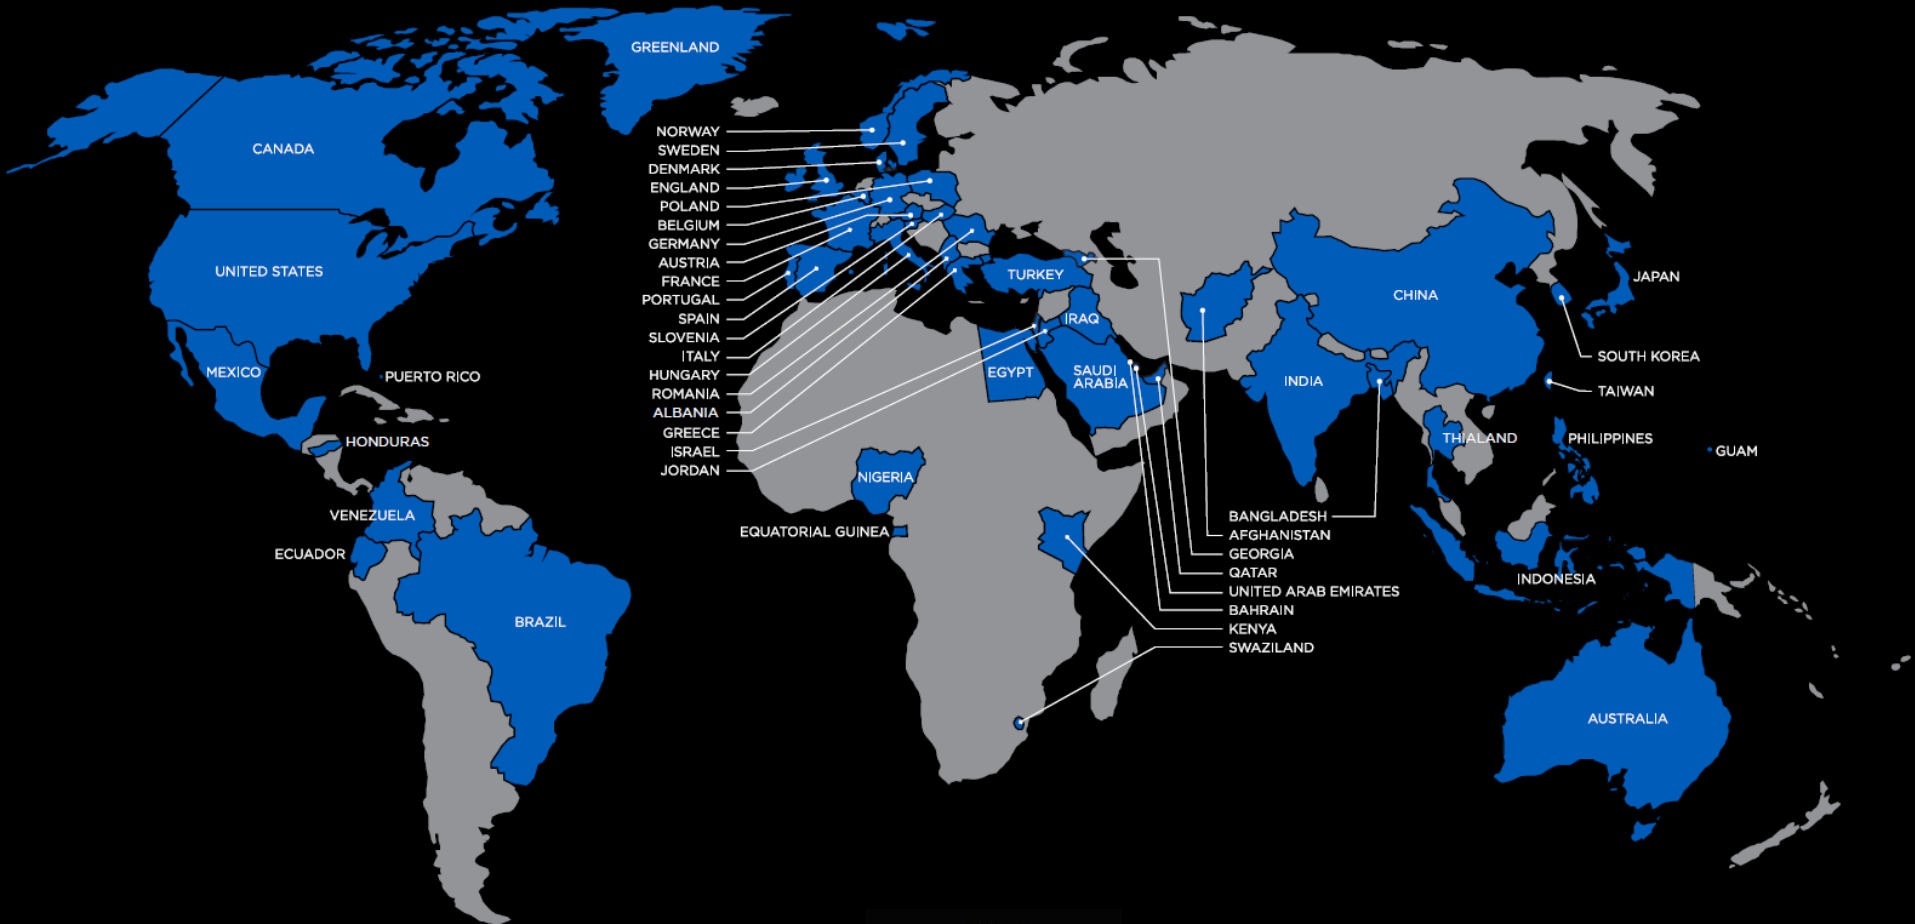 GREENLAND
CANADA
UNITED STATES
MEXICO
PUERTO RICO
HONDURAS
VENEZUELA
ECUADOR
BRAZIL
NORWAY
SWEDEN
DENMARK
ENGLAND
POLAND
BELGIUM
GERMANY
AUSTRIA
FRANCE
PORTUGAL
SPAIN
SLOVENIA
ITALY
HUNGARY
ROMANIA
ALBANIA
GREECE
ISRAEL
JORDAN
TURKEY
IRAQ
EGYPT
SAUDI
ARABIA
NIGERIA
EQUATORIAL GUINEA
BANGLADESH
AFGHANISTAN
GEORGIA
QATAR
UNITED ARAB EMIRATES
BAHRAIN
KENYA
SWAZILAND
CHINA
INDIA
JAPAN
SOUTH KOREA
TAIWAN
THIALAND
PHILIPPINES
GUAM
INDONESIA
AUSTRALIA